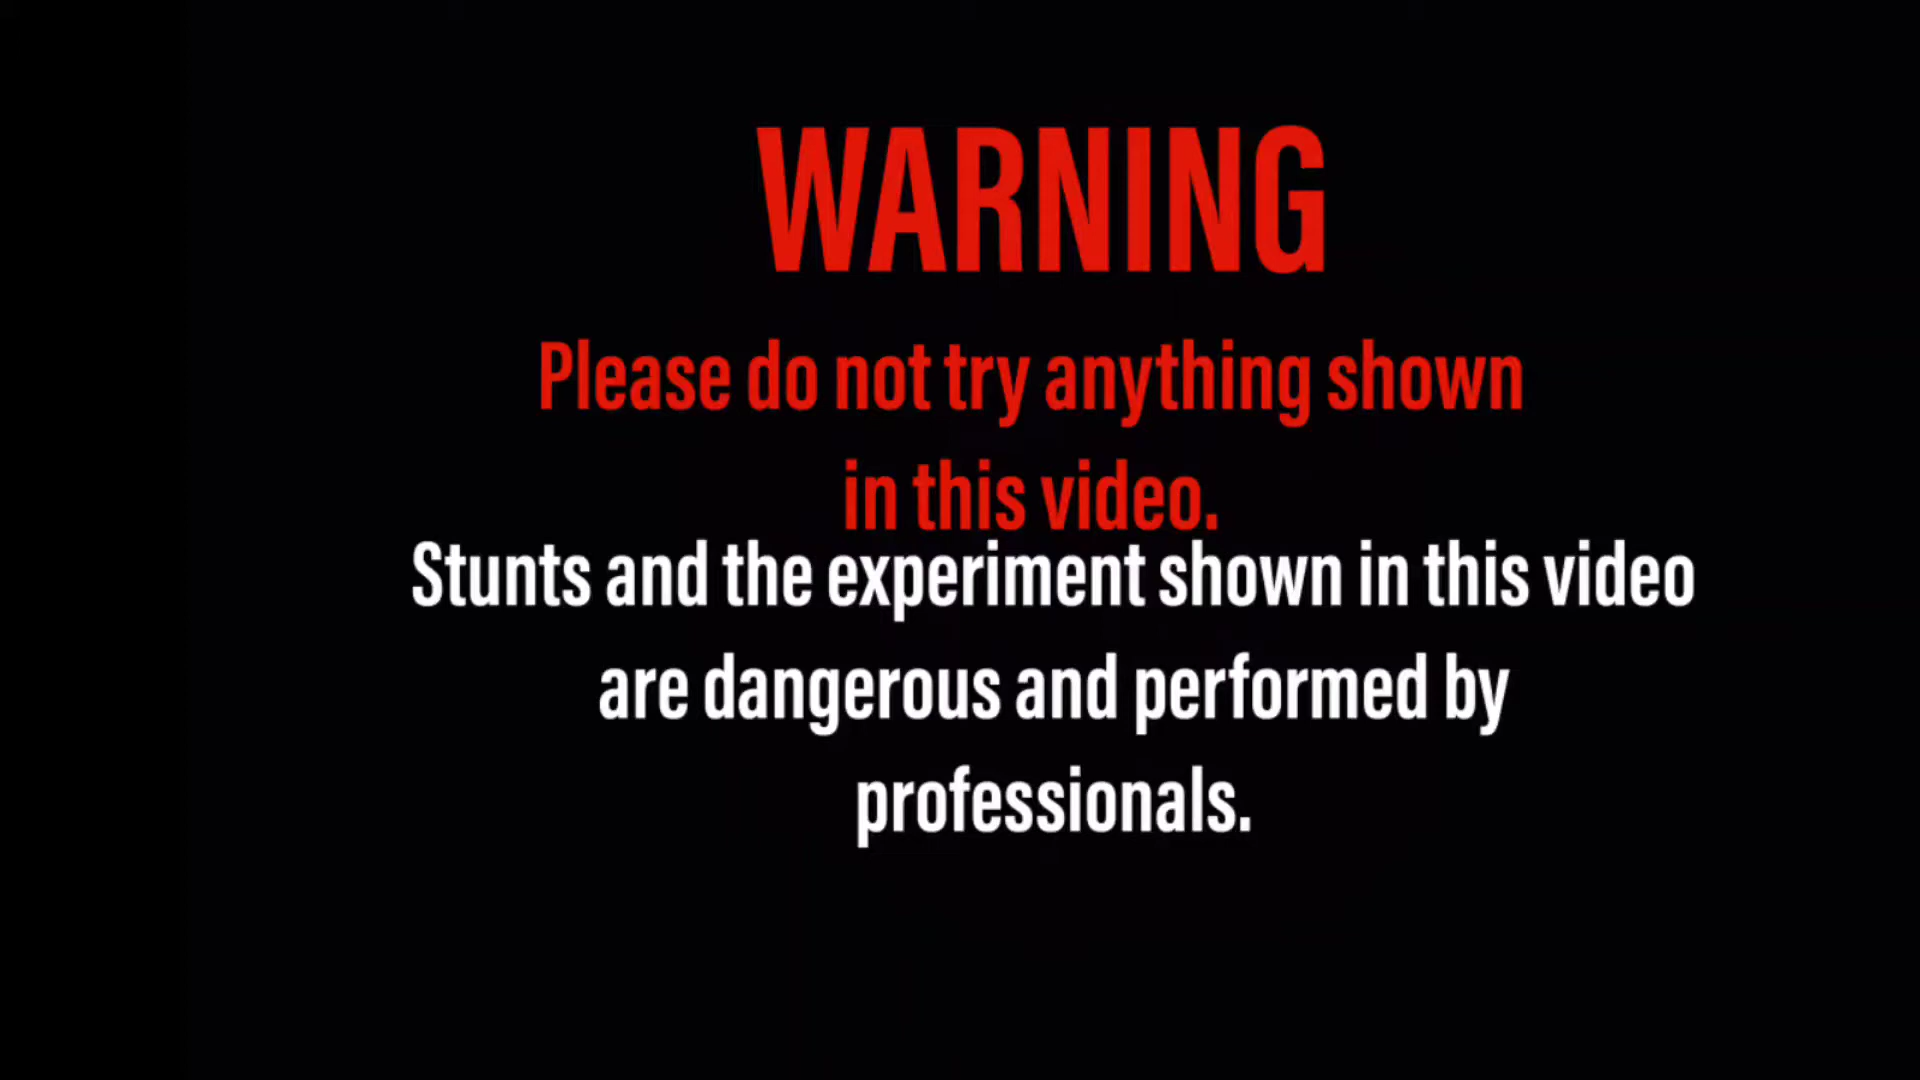 WARNING
Please do not try anything shown
in this video.
Stunts and the experiment shown in this video
are dangerous and performed by
professionals.